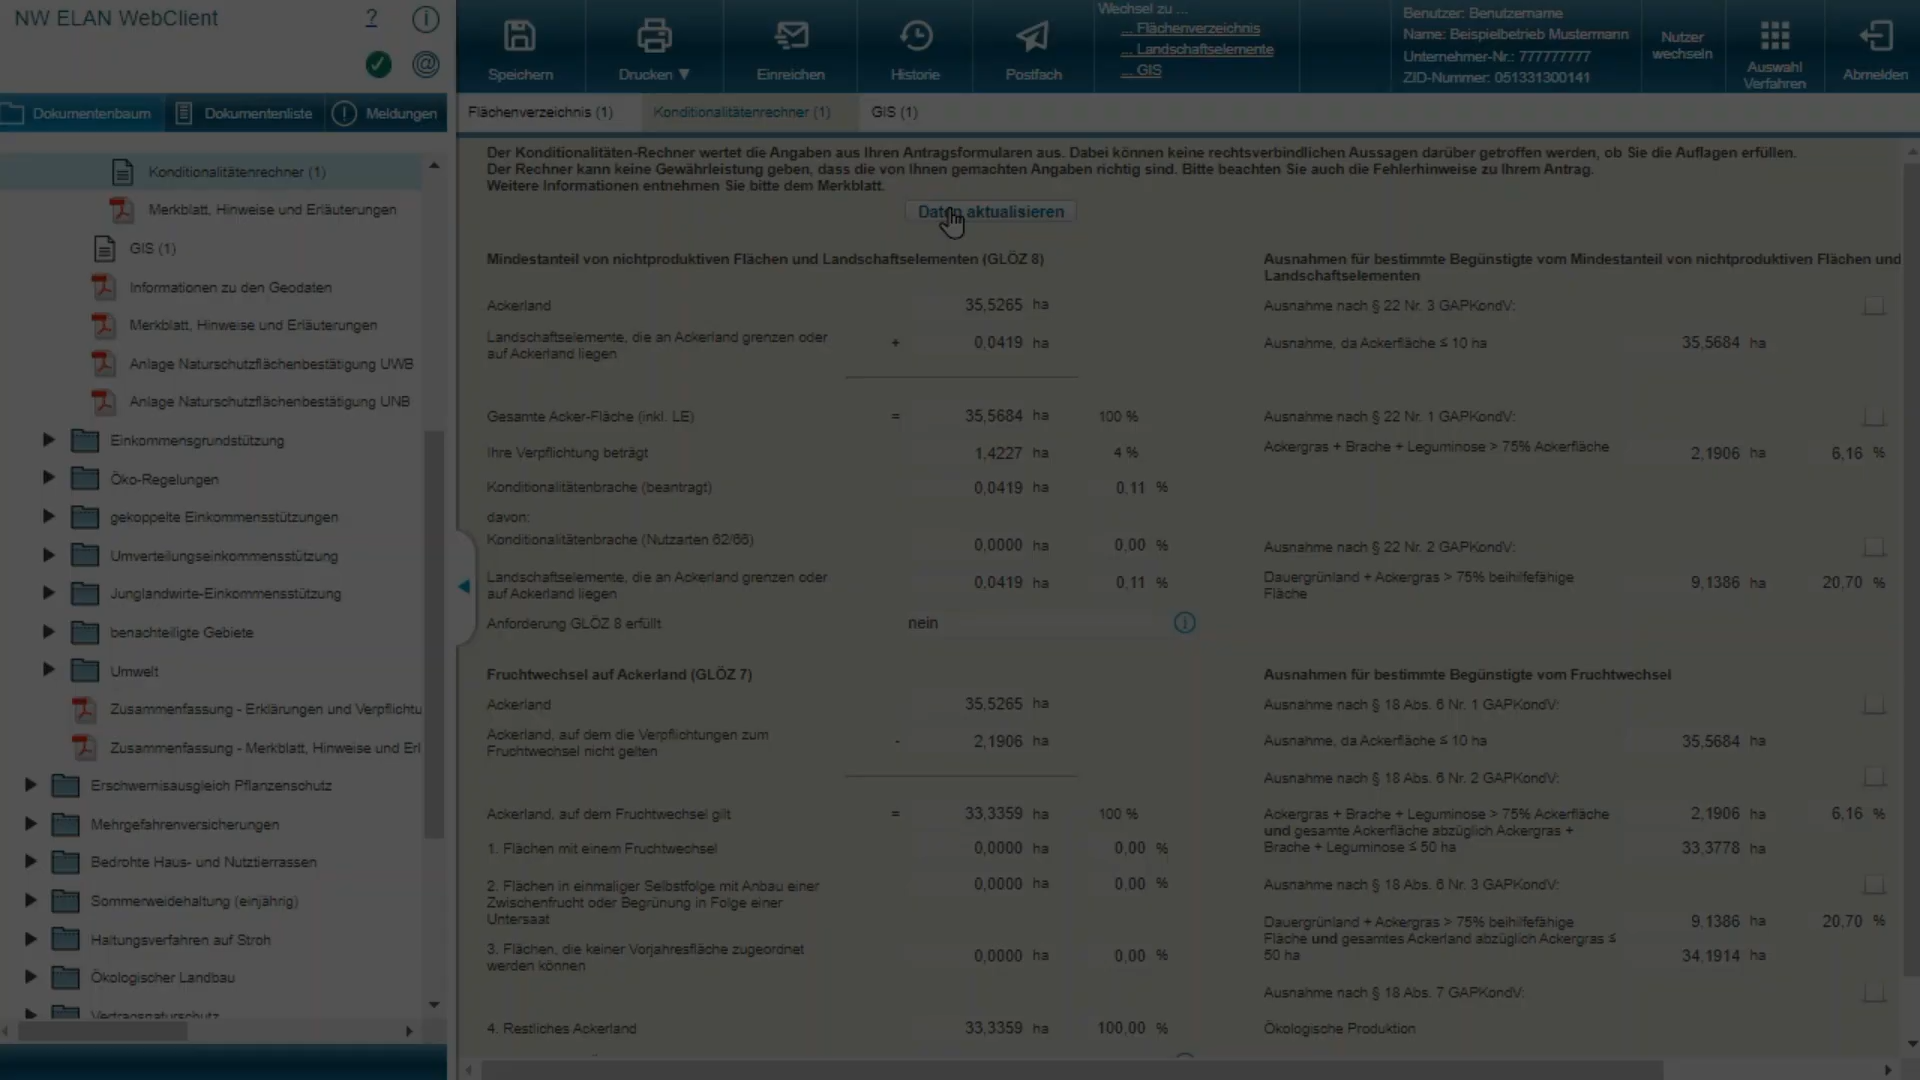 NW ELAN WebClient
?
Speichern
Drucken ▼
Einreichen
Historie
Postfach
Wechsel zu ...
... Flächenverzeichnis
... Landschaftselemente
... GIS
Benutzer: Benutzername
Name: Beispielbetrieb Mustermann
Unternehmer-Nr.: 777777777
ZID-Nummer: 051331300141
Nutzer
wechseln
Auswahl
Verfahren
Abmelden
Dokumentenbaum
Dokumentenliste
Meldungen
Flächenverzeichnis (1)
Konditionalitätenrechner (1)
GIS (1)
Konditionalitätenrechner (1)
Merkblatt, Hinweise und Erläuterungen
GIS (1)
Informationen zu den Geodaten
Merkblatt, Hinweise und Erläuterungen
Anlage Naturschutzflächenbestätigung UWB
Anlage Naturschutzflächenbestätigung UNB
Einkommensgrundstützung
Öko-Regelungen
gekoppelte Einkommensstützungen
Umverteilungseinkommensstützung
Junglandwirte-Einkommensstützung
benachteiligte Gebiete
Umwelt
Zusammenfassung - Erklärungen und Verpflichtu
Zusammenfassung - Merkblatt, Hinweise und Erl
Erschwernisausgleich Pflanzenschutz
Mehrgefahrenversicherungen
Bedrohte Haus- und Nutztierrassen
Sommerweidehaltung (einjährig)
Haltungsverfahren auf Stroh
Ökologischer Landbau
Vertragsnaturschutz
Der Konditionalitäten-Rechner wertet die Angaben aus Ihren Antragsformularen aus. Dabei können keine rechtsverbindlichen Aussagen darüber getroffen werden, ob Sie die Auflagen erfüllen.
Der Rechner kann keine Gewährleistung geben, dass die von Ihnen gemachten Angaben richtig sind. Bitte beachten Sie auch die Fehlerhinweise zu Ihrem Antrag.
Weitere Informationen entnehmen Sie bitte dem Merkblatt.
Daten aktualisieren
Mindestanteil von nichtproduktiven Flächen und Landschaftselementen (GLÖZ 8)
Ackerland 35,5265 ha
Landschaftselemente, die an Ackerland grenzen oder
auf Ackerland liegen + 0,0419 ha
Gesamte Acker-Fläche (inkl. LE) = 35,5684 ha 100 %
Ihre Verpflichtung beträgt 1,4227 ha 4 %
Konditionalitätenbrache (beantragt) 0,0419 ha 0,11 %
davon:
Konditionalitätenbrache (Nutzarten 62/66) 0,0000 ha 0,00 %
Landschaftselemente, die an Ackerland grenzen oder
auf Ackerland liegen 0,0419 ha 0,11 %
Anforderung GLÖZ 8 erfüllt nein
Fruchtwechsel auf Ackerland (GLÖZ 7)
Ackerland 35,5265 ha
Ackerland, auf dem die Verpflichtungen zum
Fruchtwechsel nicht gelten - 2,1906 ha
Ackerland, auf dem Fruchtwechsel gilt = 33,3359 ha 100 %
1. Flächen mit einem Fruchtwechsel 0,0000 ha 0,00 %
2. Flächen in einmaliger Selbstfolge mit Anbau einer
Zwischenfrucht oder Begrünung in Folge einer
Untersaat 0,0000 ha 0,00 %
3. Flächen, die keiner Vorjahresfläche zugeordnet
werden können 0,0000 ha 0,00 %
4. Restliches Ackerland 33,3359 ha 100,00 %
Ausnahmen für bestimmte Begünstigte vom Mindestanteil von nichtproduktiven Flächen und
Landschaftselementen
Ausnahme nach § 22 Nr. 3 GAPKondV:
Ausnahme, da Ackerfläche ≤ 10 ha 35,5684 ha
Ausnahme nach § 22 Nr. 1 GAPKondV:
Ackergras + Brache + Leguminose > 75% Ackerfläche 2,1906 ha 6,16 %
Ausnahme nach § 22 Nr. 2 GAPKondV:
Dauergrünland + Ackergras > 75% beihilfefähige
Fläche 9,1386 ha 20,70 %
Ausnahmen für bestimmte Begünstigte vom Fruchtwechsel
Ausnahme nach § 18 Abs. 6 Nr. 1 GAPKondV:
Ausnahme, da Ackerfläche ≤ 10 ha 35,5684 ha
Ausnahme nach § 18 Abs. 6 Nr. 2 GAPKondV:
Ackergras + Brache + Leguminose > 75% Ackerfläche 2,1906 ha 6,16 %
und gesamte Ackerfläche abzüglich Ackergras +
Brache + Leguminose ≤ 50 ha 33,3778 ha
Ausnahme nach § 18 Abs. 6 Nr. 3 GAPKondV:
Dauergrünland + Ackergras > 75% beihilfefähige 9,1386 ha 20,70 %
Fläche und gesamtes Ackerland abzüglich Ackergras ≤
50 ha 34,1914 ha
Ausnahme nach § 18 Abs. 7 GAPKondV:
Ökologische Produktion